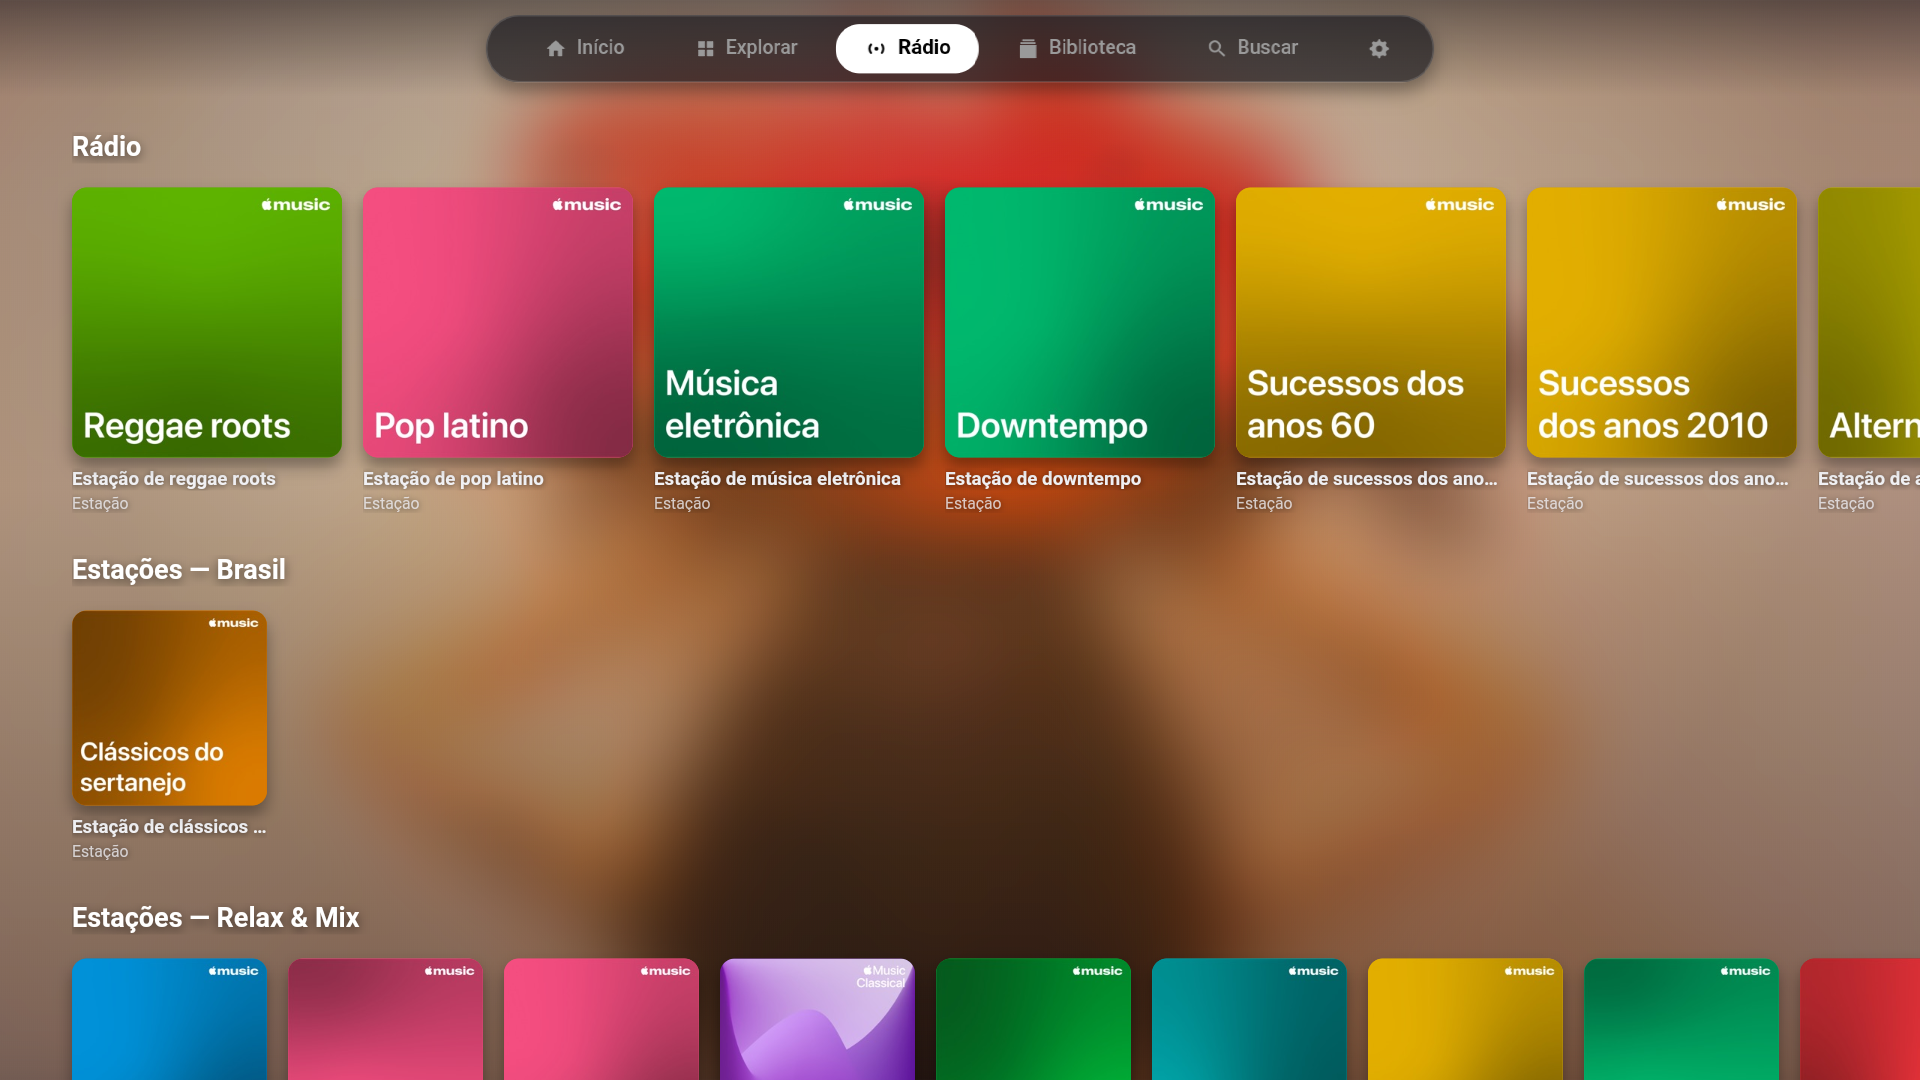 Início
Explorar
Rádio
Biblioteca
Buscar
Rádio
music
music
music
music
music
music
Reggae roots
Pop latino
Música
eletrônica
Downtempo
Sucessos dos
anos 60
Sucessos
dos anos 2010
Altern
Estação de reggae roots
Estação
Estação de pop latino
Estação
Estação de música eletrônica
Estação
Estação de downtempo
Estação
Estação de sucessos dos ano...
Estação
Estação de sucessos dos ano...
Estação
Estação de a
Estação
Estações — Brasil
music
Clássicos do
sertanejo
Estação de clássicos ...
Estação
Estações — Relax & Mix
music
music
music
Music
Classical
music
music
music
music